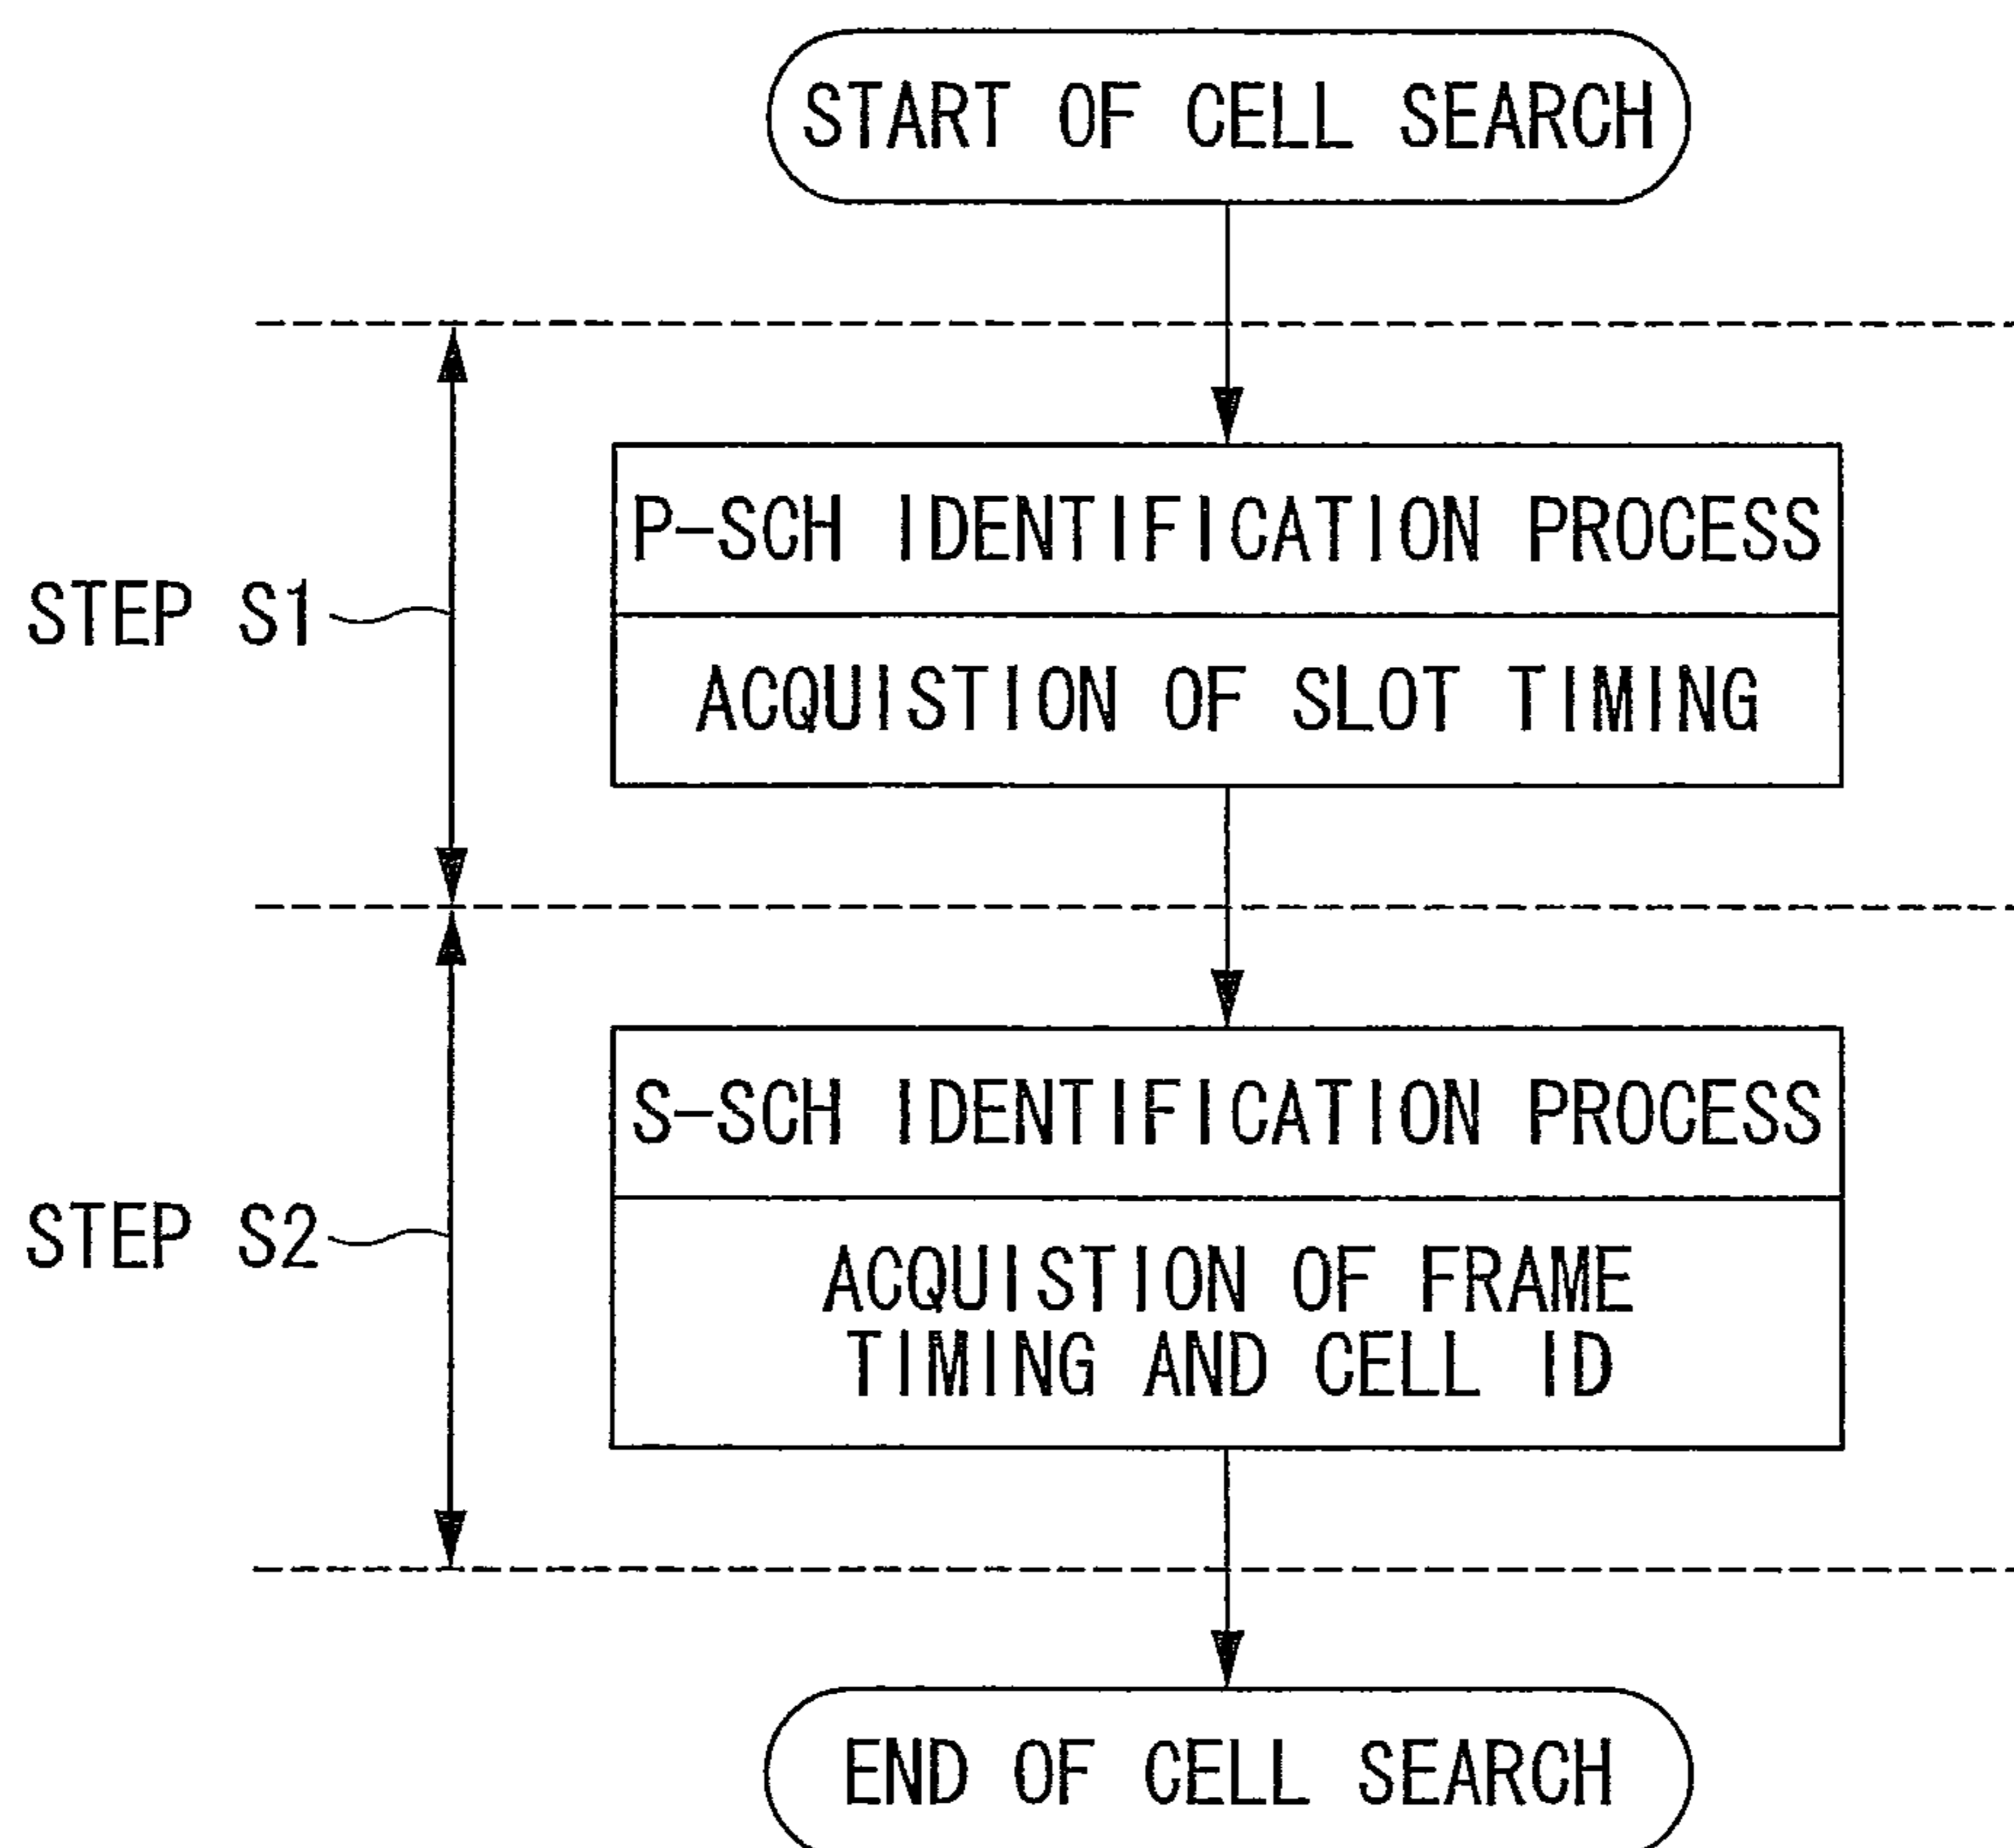 START OF CELL SEARCH
P-SCH IDENTIFICATION PROCESS
STEP S1
ACQUISTION OF SLOT TIMING
S-SCH IDENTIFICATION PROCESS
STEP S2
ACQUISTION OF FRAME
TIMING AND CELL ID
END OF CELL SEARCH